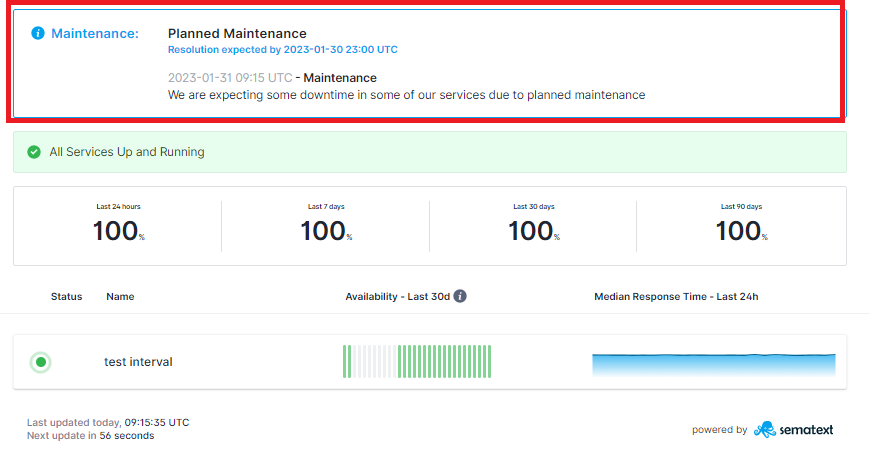 Maintenance:
Planned Maintenance
Resolution expected by 2023-01-30 23:00 UTC
2023-01-31 09:15 UTC - Maintenance
We are expecting some downtime in some of our services due to planned maintenance
All Services Up and Running
Last 24 hours Last 7 days Last 30 days Last 90 days
100% 100% 100% 100%
Status Name Availability - Last 30d Median Response Time - Last 24h
test interval
Last updated today, 09:15:35 UTC
Next update in 56 seconds
powered by sematext